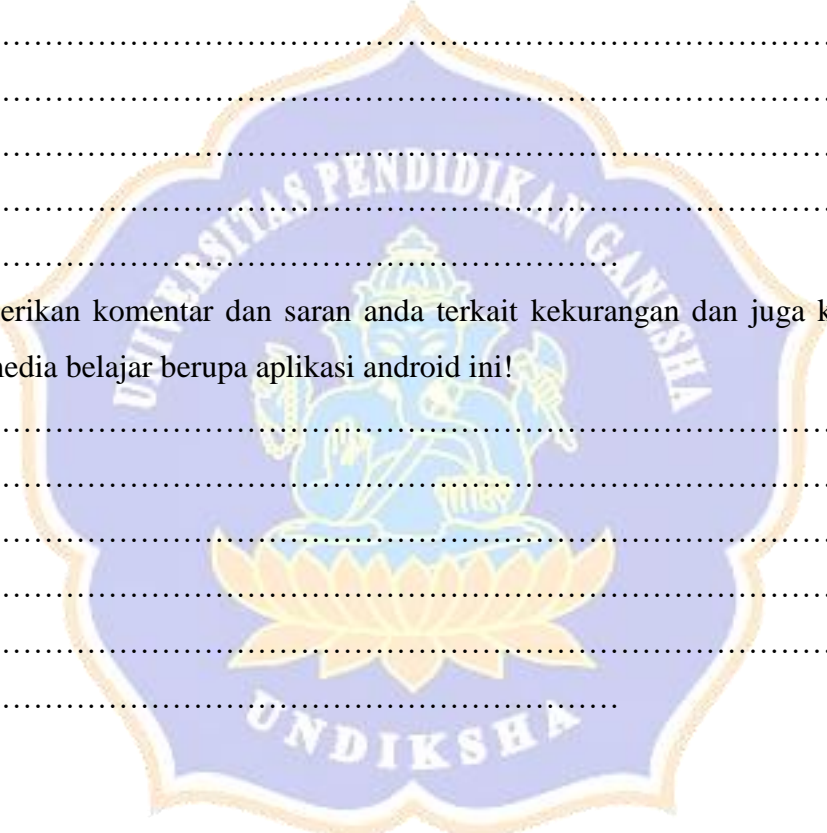 ……………………………………………………………………………
……………………………………………………………………………
……………………………………………………………………………
……………………………………………………………………………
…………………………………………………………
UNIVERSITAS PENDIDIKAN GANESHA
erikan komentar dan saran anda terkait kekurangan dan juga k
nedia belajar berupa aplikasi android ini!
……………………………………………………………………………
……………………………………………………………………………
……………………………………………………………………………
……………………………………………………………………………
……………………………………………………………………………
…………………………………………………………
UNDIKSHA